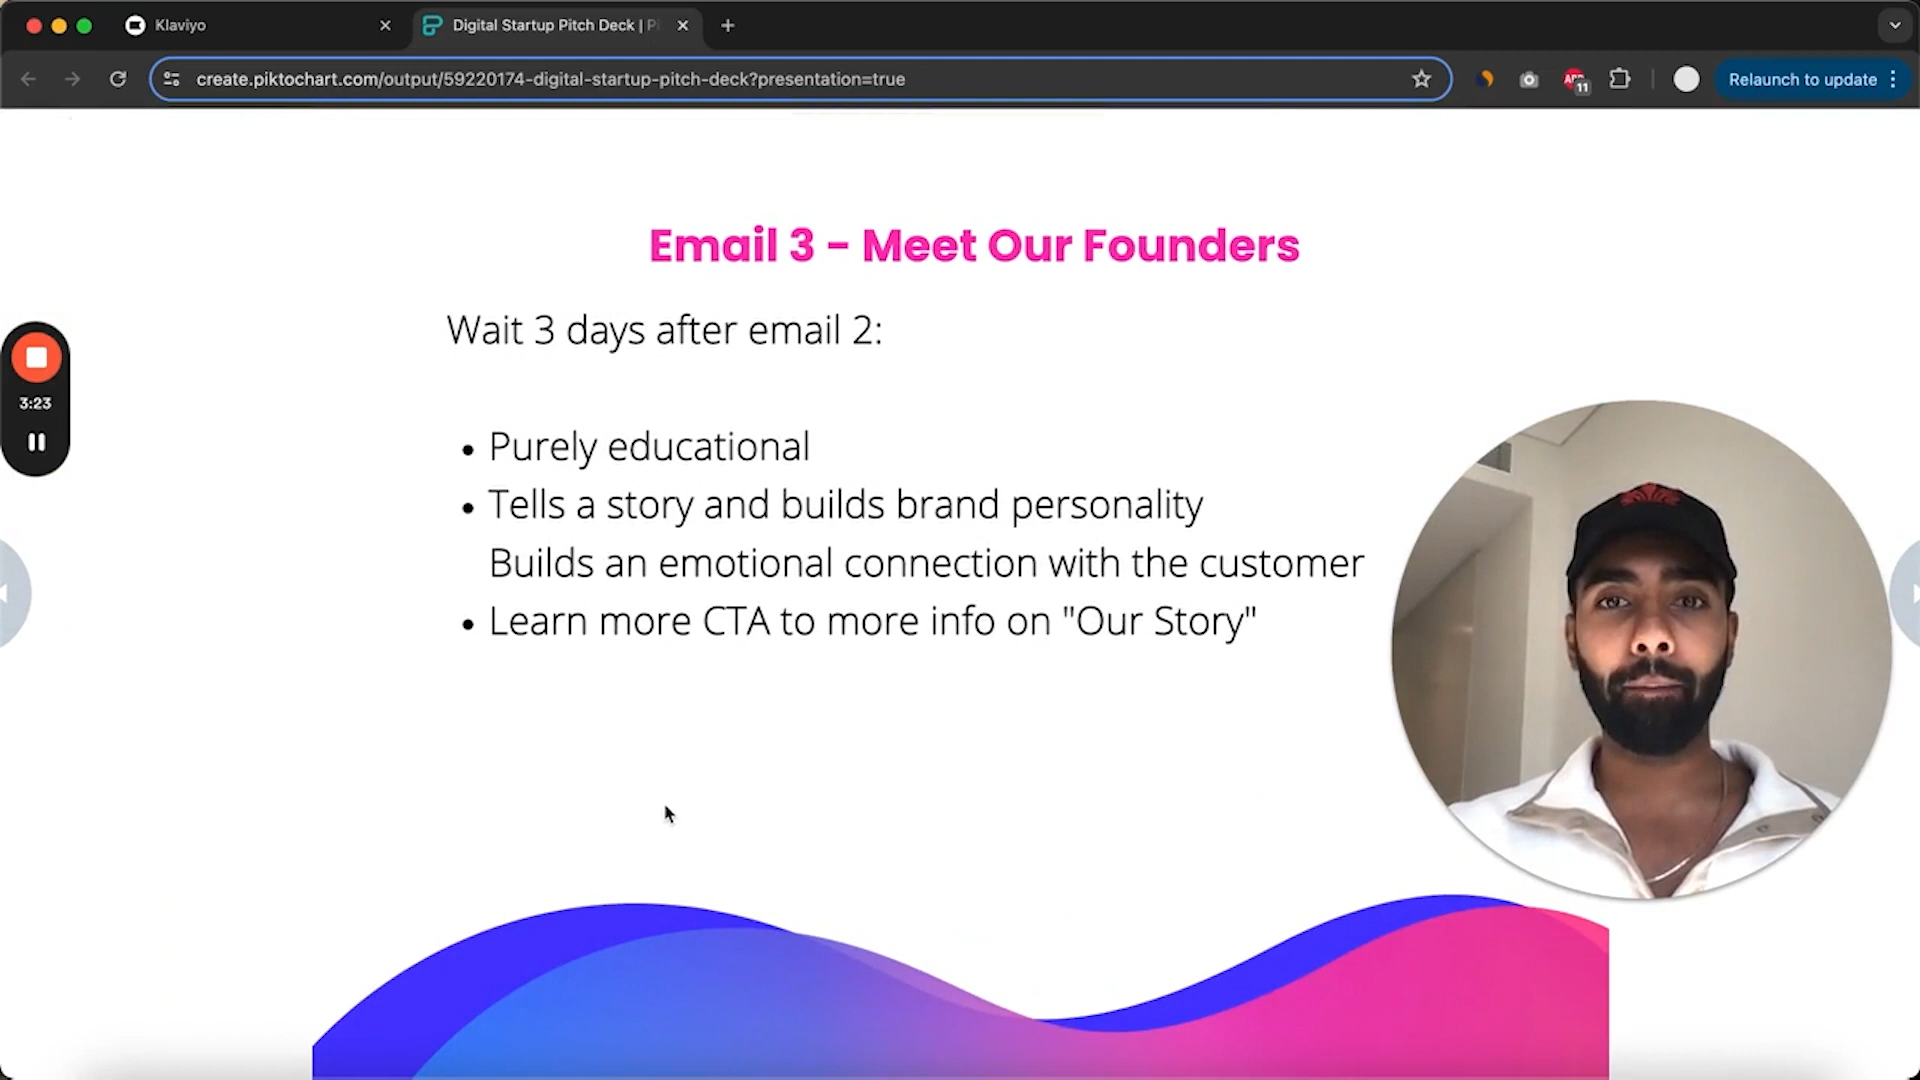 Klaviyo
Digital Startup Pitch Deck | P
create.piktochart.com/output/59220174-digital-startup-pitch-deck?presentation=true
11
Relaunch to update
Email 3 - Meet Our Founders
Wait 3 days after email 2:
3:23
• Purely educational
• Tells a story and builds brand personality
Builds an emotional connection with the customer
• Learn more CTA to more info on "Our Story"